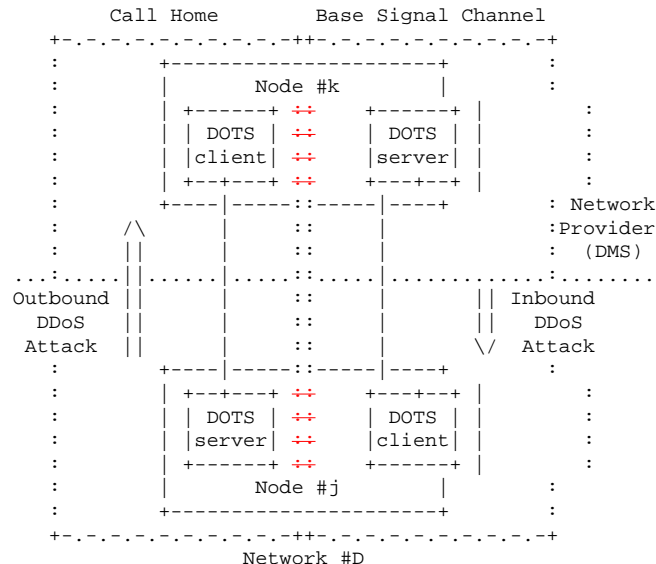 Call Home        Base Signal Channel
    +-.-.-.-.-.-.-.-.-++-.-.-.-.-.-.-.-.-+
    :        +----------------------+        :
    :        |       Node #k        |        :
    :        | +------+ ::    +------+ |        :
    :        | | DOTS | ::    | DOTS | |        :
    :        | |client| ::    |server| |        :
    :        | +--+---+ ::    +---+--+ |        :
    :        +----|-----::-----|----+        : Network
    :     /\      |     ::     |             :Provider
    :     ||      |     ::     |             :  (DMS)
...:.....||......|.....::.....|.............:.........
Outbound ||      |     ::     |       || Inbound
  DDoS   ||      |     ::     |       ||   DDoS
 Attack  ||      |     ::     |       \/  Attack
    :        +----|-----::-----|----+        :
    :        | +--+---+ ::    +---+--+ |        :
    :        | | DOTS | ::    | DOTS | |        :
    :        | |server| ::    |client| |        :
    :        | +------+ ::    +------+ |        :
    :        |       Node #j        |        :
    :        +----------------------+        :
    +-.-.-.-.-.-.-.-.-++-.-.-.-.-.-.-.-.-+
                   Network #D